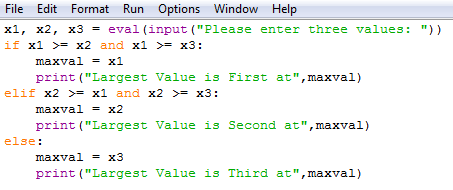 File Edit Format Run Options Window Help
x1, x2, x3 = eval(input("Please enter three values: "))
if x1 >= x2 and x1 >= x3:
    maxval = x1
    print("Largest Value is First at",maxval)
elif x2 >= x1 and x2 >= x3:
    maxval = x2
    print("Largest Value is Second at",maxval)
else:
    maxval = x3
    print("Largest Value is Third at",maxval)